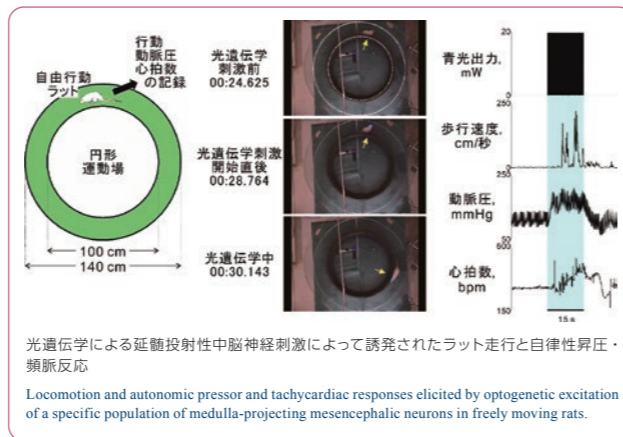 自由行動
ラット
行動
動脈圧
心拍数
の記録
円形
運動場
100 cm
140 cm
光遺伝学
刺激前
00:24.625
光遺伝学刺激
開始直後
00:28.764
光遺伝学中
00:30.143
青光出力,
mW
20
0
歩行速度,
cm/秒
250
0
動脈圧,
mmHg
250
50
心拍数,
bpm
600
150
15s
光遺伝学による延髄投射性中脳神経刺激によって誘発されたラット走行と自律性昇圧・
頻脈反応
Locomotion and autonomic pressor and tachycardiac responses elicited by optogenetic excitation
of a specific population of medulla-projecting mesencephalic neurons in freely moving rats.